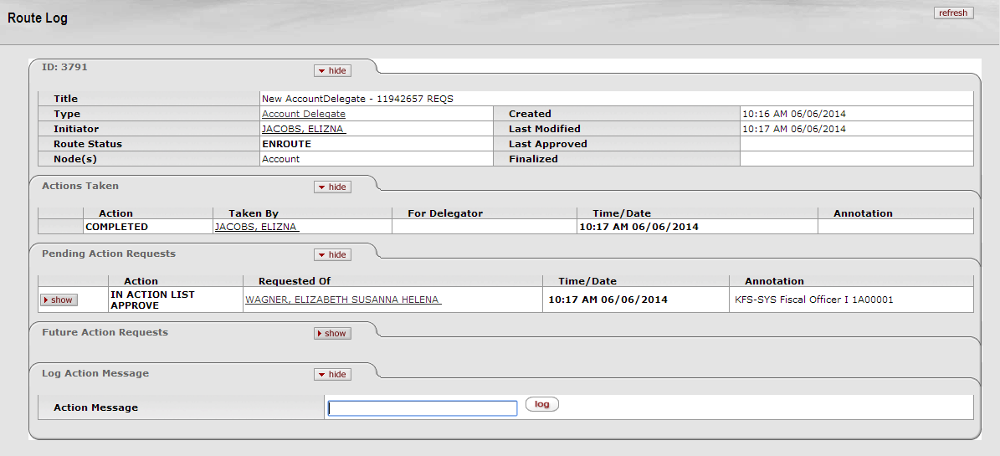 Route Log
refresh
ID: 3791
hide
Title New AccountDelegate - 11942657 REQS
Type Account Delegate Created 10:16 AM 06/06/2014
Initiator JACOBS, ELIZNA Last Modified 10:17 AM 06/06/2014
Route Status ENROUTE Last Approved
Node(s) Account Finalized
Actions Taken hide
Action Taken By For Delegator Time/Date Annotation
COMPLETED JACOBS, ELIZNA 10:17 AM 06/06/2014
Pending Action Requests hide
Action Requested Of Time/Date Annotation
show IN ACTION LIST
APPROVE WAGNER, ELIZABETH SUSANNA HELENA 10:17 AM 06/06/2014 KFS-SYS Fiscal Officer I 1A00001
Future Action Requests show
Log Action Message hide
Action Message log